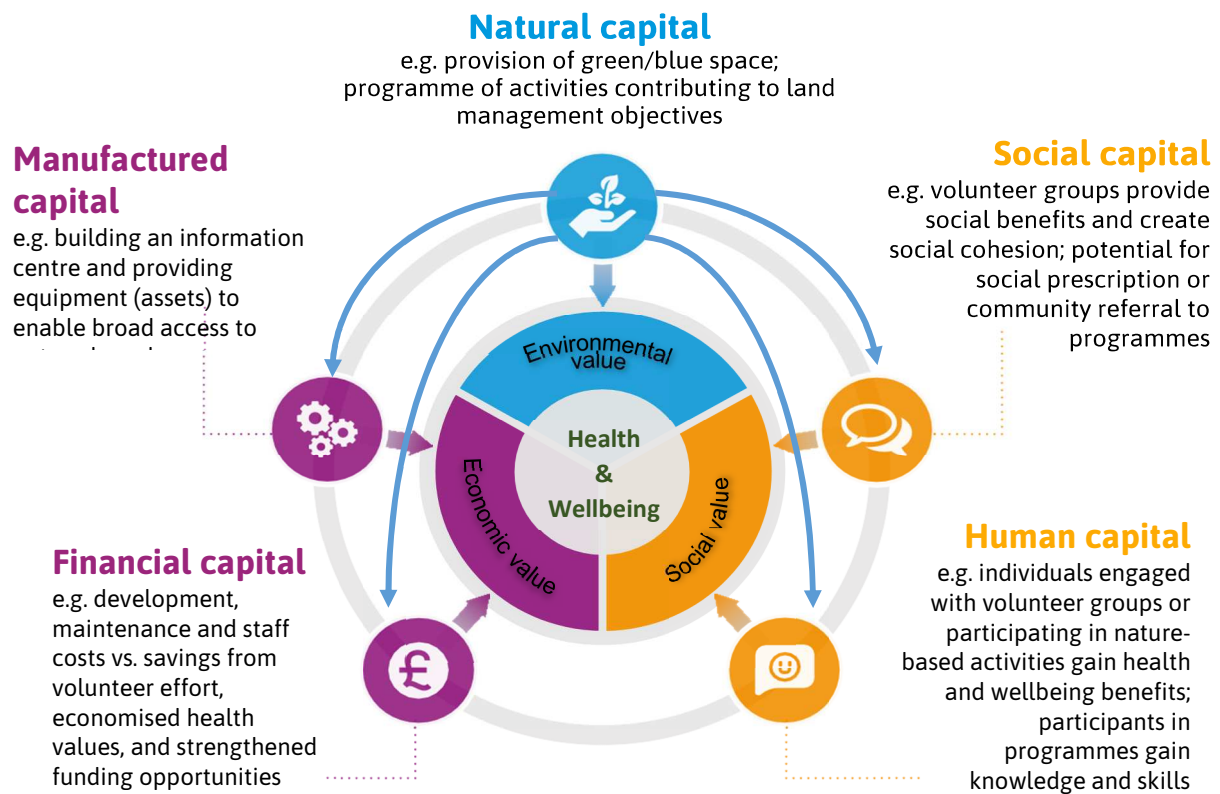 Natural capital
e.g. provision of green/blue space;
programme of activities contributing to land
management objectives
Manufactured
capital
e.g. building an information
centre and providing
equipment (assets) to
enable broad access to
Social capital
e.g. volunteer groups provide
social benefits and create
social cohesion; potential for
social prescription or
community referral to
programmes
Environmental
value
Health
&
Wellbeing
Economic value
Social value
£
Financial capital
e.g. development,
maintenance and staff
costs vs. savings from
volunteer effort,
economised health
values, and strengthened
funding opportunities
Human capital
e.g. individuals engaged
with volunteer groups or
participating in nature-
based activities gain health
and wellbeing benefits;
participants in
programmes gain
knowledge and skills